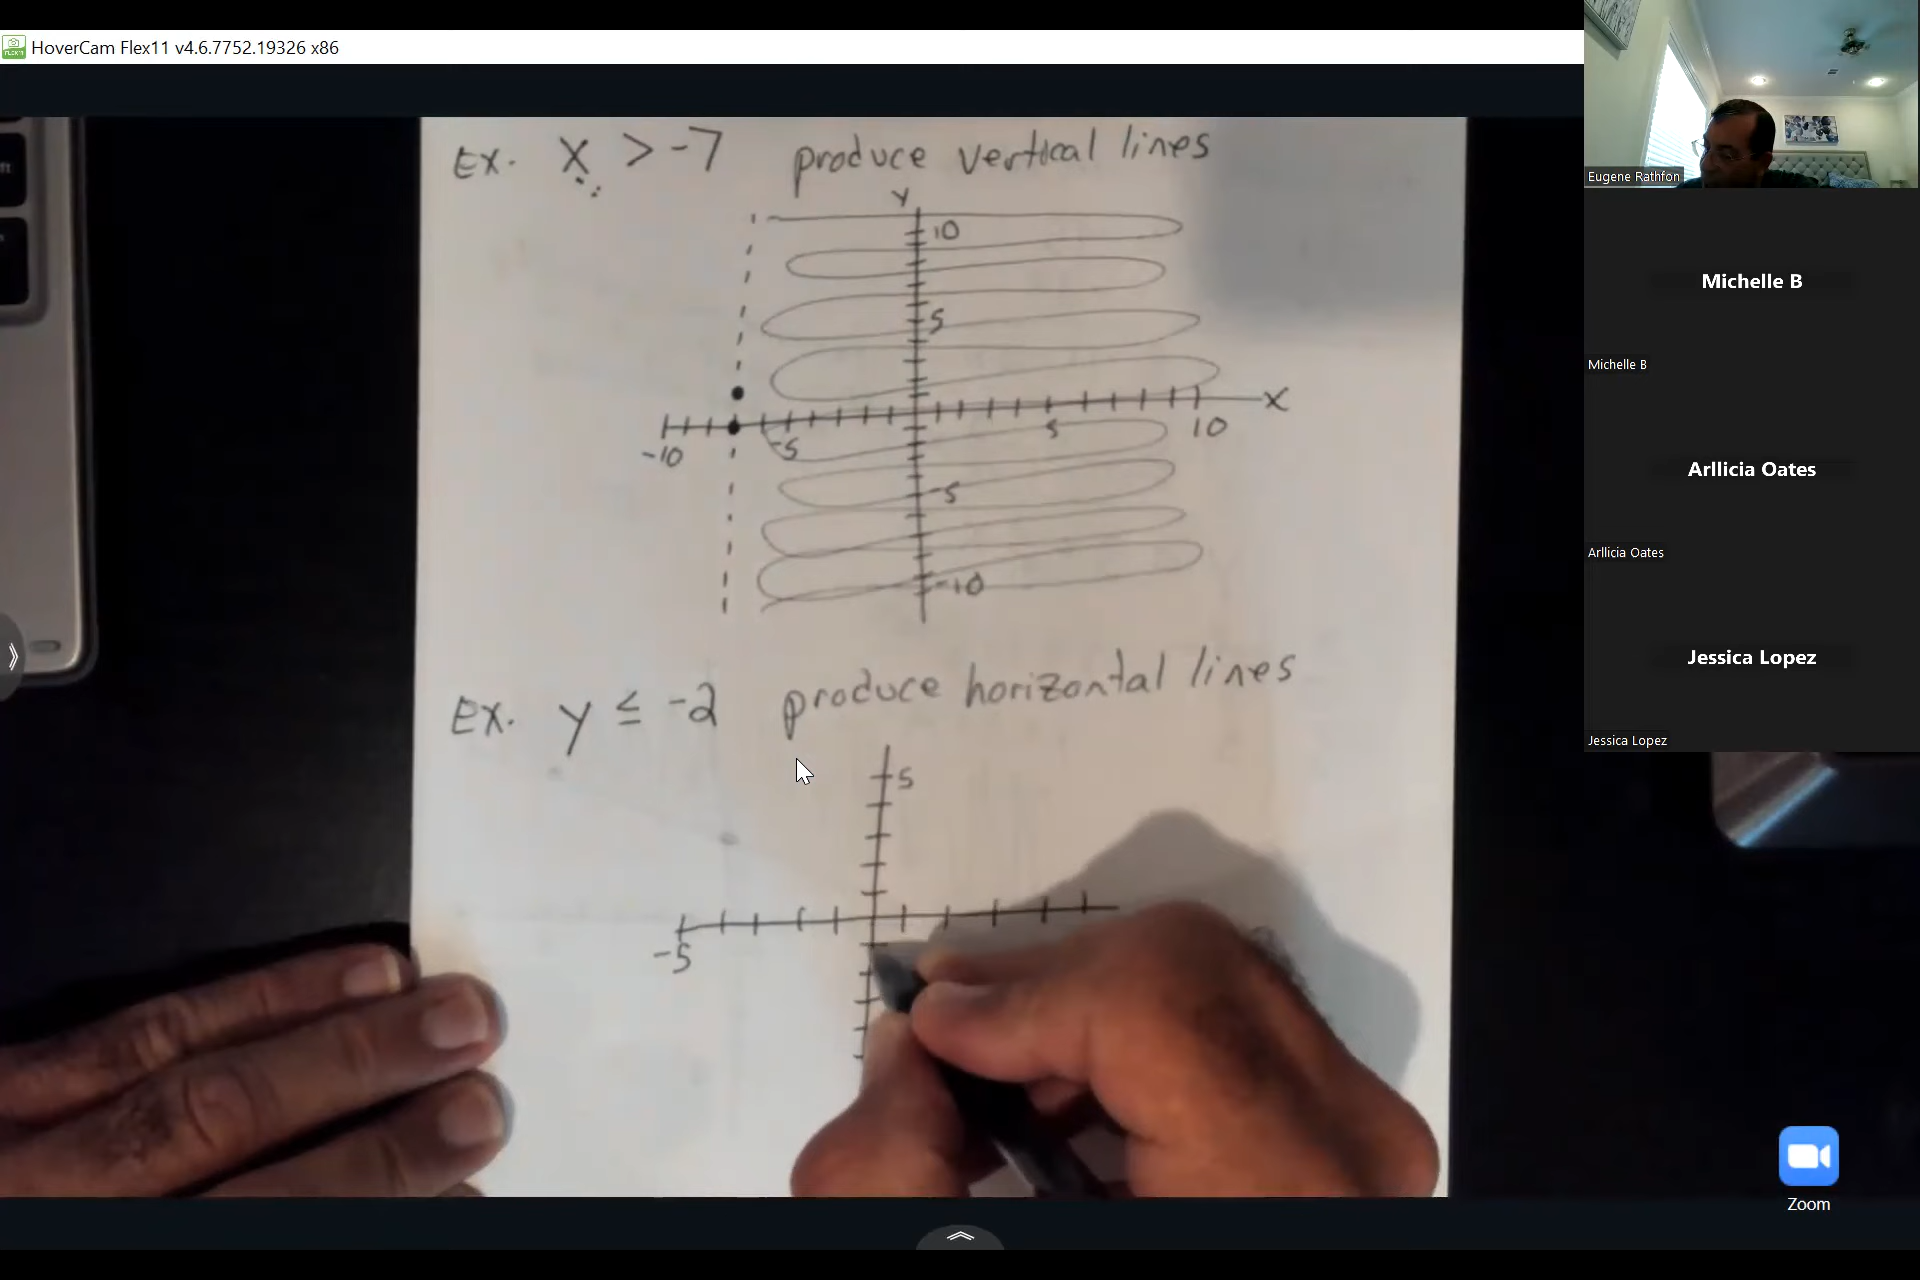 HoverCam Flex11 v4.6.7752.19326 x86
Ex. x > -7 produce vertical lines
y
10
5
x
-10
-5
5
10
-5
-10
Ex. y ≤ -2 produce horizontal lines
5
-5
Eugene Rathfon
Michelle B
Michelle B
Arllicia Oates
Arllicia Oates
Jessica Lopez
Jessica Lopez
Zoom